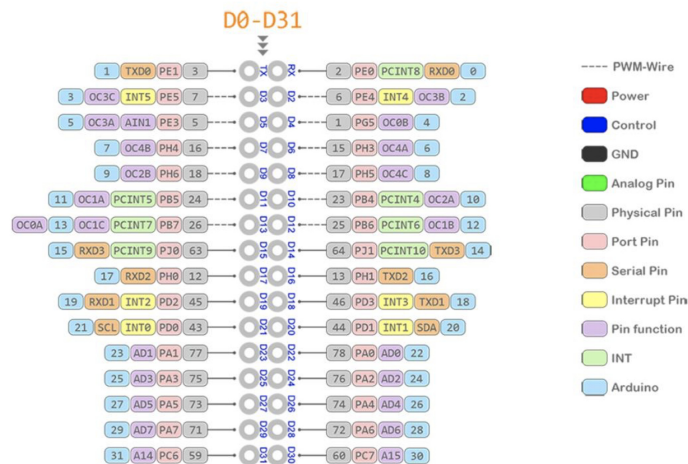 D0-D31
1 TXD0 PE1 3 TX RX 2 PE0 PCINT8 RXD0 0
3 OC3C INT5 PE5 7 D3 D2 6 PE4 INT4 OC3B 2
5 OC3A AIN1 PE3 5 D5 D4 1 PG5 OC0B 4
7 OC4B PH4 16 D7 D6 15 PH3 OC4A 6
9 OC2B PH6 18 D9 D8 17 PH5 OC4C 8
11 OC1A PCINT5 PB5 24 D11 D10 23 PB4 PCINT4 OC2A 10
OC0A 13 OC1C PCINT7 PB7 26 D13 D12 25 PB6 PCINT6 OC1B 12
15 RXD3 PCINT9 PJ0 63 D15 D14 64 PJ1 PCINT10 TXD3 14
17 RXD2 PH0 12 D17 D16 13 PH1 TXD2 16
19 RXD1 INT2 PD2 45 D19 D18 46 PD3 INT3 TXD1 18
21 SCL INT0 PD0 43 D21 D20 44 PD1 INT1 SDA 20
23 AD1 PA1 77 D23 D22 78 PA0 AD0 22
25 AD3 PA3 75 D25 D24 76 PA2 AD2 24
27 AD5 PA5 73 D27 D26 74 PA4 AD4 26
29 AD7 PA7 71 D29 D28 72 PA6 AD6 28
31 A14 PC6 59 D31 D30 60 PC7 A15 30
PWM-Wire
Power
Control
GND
Analog Pin
Physical Pin
Port Pin
Serial Pin
Interrupt Pin
Pin function
INT
Arduino